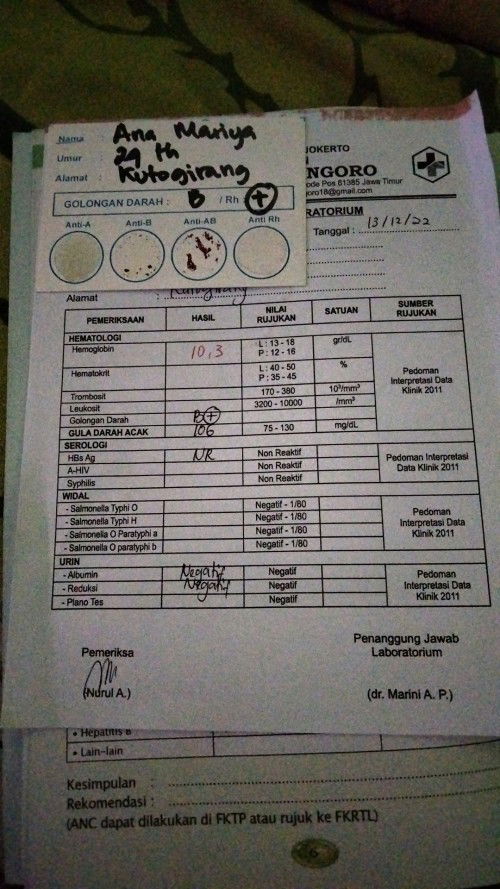 Nama : Ana Mariya
Umur : 29 th
Alamat : Kutogirang
GOLONGAN DARAH : B / Rh +
Anti-A Anti-B Anti-AB Anti Rh
JOKERTO
NGORO
ode Pos 61385 Jawa Timur
goro18@gmail.com
RATORIUM
Tanggal : 13/12/22
Alamat : Kutogirang
PEMERIKSAAN HASIL NILAI RUJUKAN SATUAN SUMBER RUJUKAN
HEMATOLOGI
Hemoglobin 10,3 L : 13 - 18 gr/dL
P : 12 - 16
Hematokrit L : 40 - 50 %
P : 35 - 45
Trombosit 170 - 380 10³/mm³
Leukosit 3200 - 10000 /mm³
Golongan Darah B +
GULA DARAH ACAK 106 75 - 130 mg/dL
Pedoman
Interpretasi Data
Klinik 2011
SEROLOGI
HBs Ag NR Non Reaktif
A-HIV Non Reaktif
Syphilis Non Reaktif
Pedoman Interpretasi
Data Klinik 2011
WIDAL
- Salmonella Typhi O Negatif - 1/80
- Salmonella Typhi H Negatif - 1/80
- Salmonella O Paratyphi a Negatif - 1/80
- Salmonella O paratyphi b Negatif - 1/80
Pedoman
Interpretasi Data
Klinik 2011
URIN
- Albumin Negatif Negatif
- Reduksi Negatif Negatif
- Plano Tes Negatif
Pedoman
Interpretasi Data
Klinik 2011
Pemeriksa
(Nurul A.)
Penanggung Jawab
Laboratorium
(dr. Marini A. P.)
• Hepatitis B
• Lain-lain
Kesimpulan :
Rekomendasi :
(ANC dapat dilakukan di FKTP atau rujuk ke FKRTL)